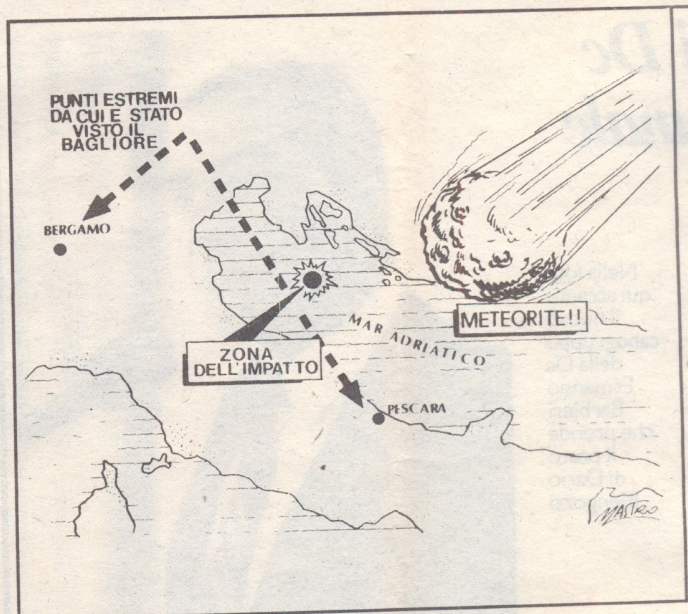 PUNTI ESTREMI
DA CUI E STATO
VISTO IL
BAGLIORE
BERGAMO
METEORITE!!
MAR ADRIATICO
ZONA
DELL'IMPATTO
PESCARA
MASTRO